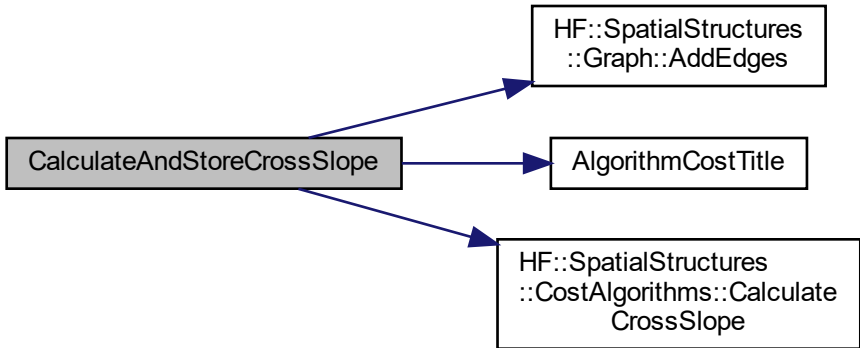 HF::SpatialStructures
::Graph::AddEdges
CalculateAndStoreCrossSlope
AlgorithmCostTitle
HF::SpatialStructures
::CostAlgorithms::Calculate
CrossSlope